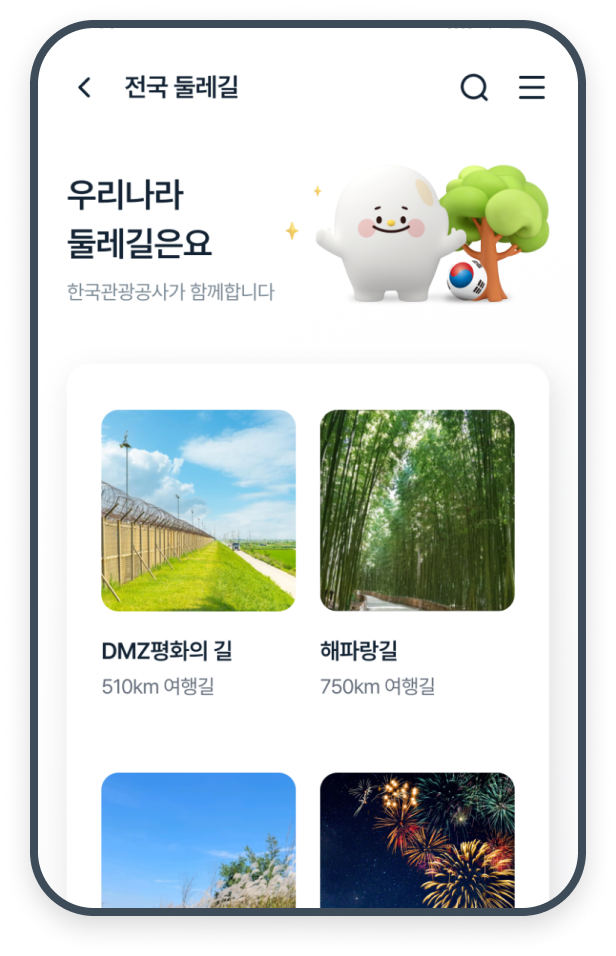 전국 둘레길
우리나라
둘레길은요
한국관광공사가 함께합니다
DMZ평화의 길
510km 여행길
해파랑길
750km 여행길